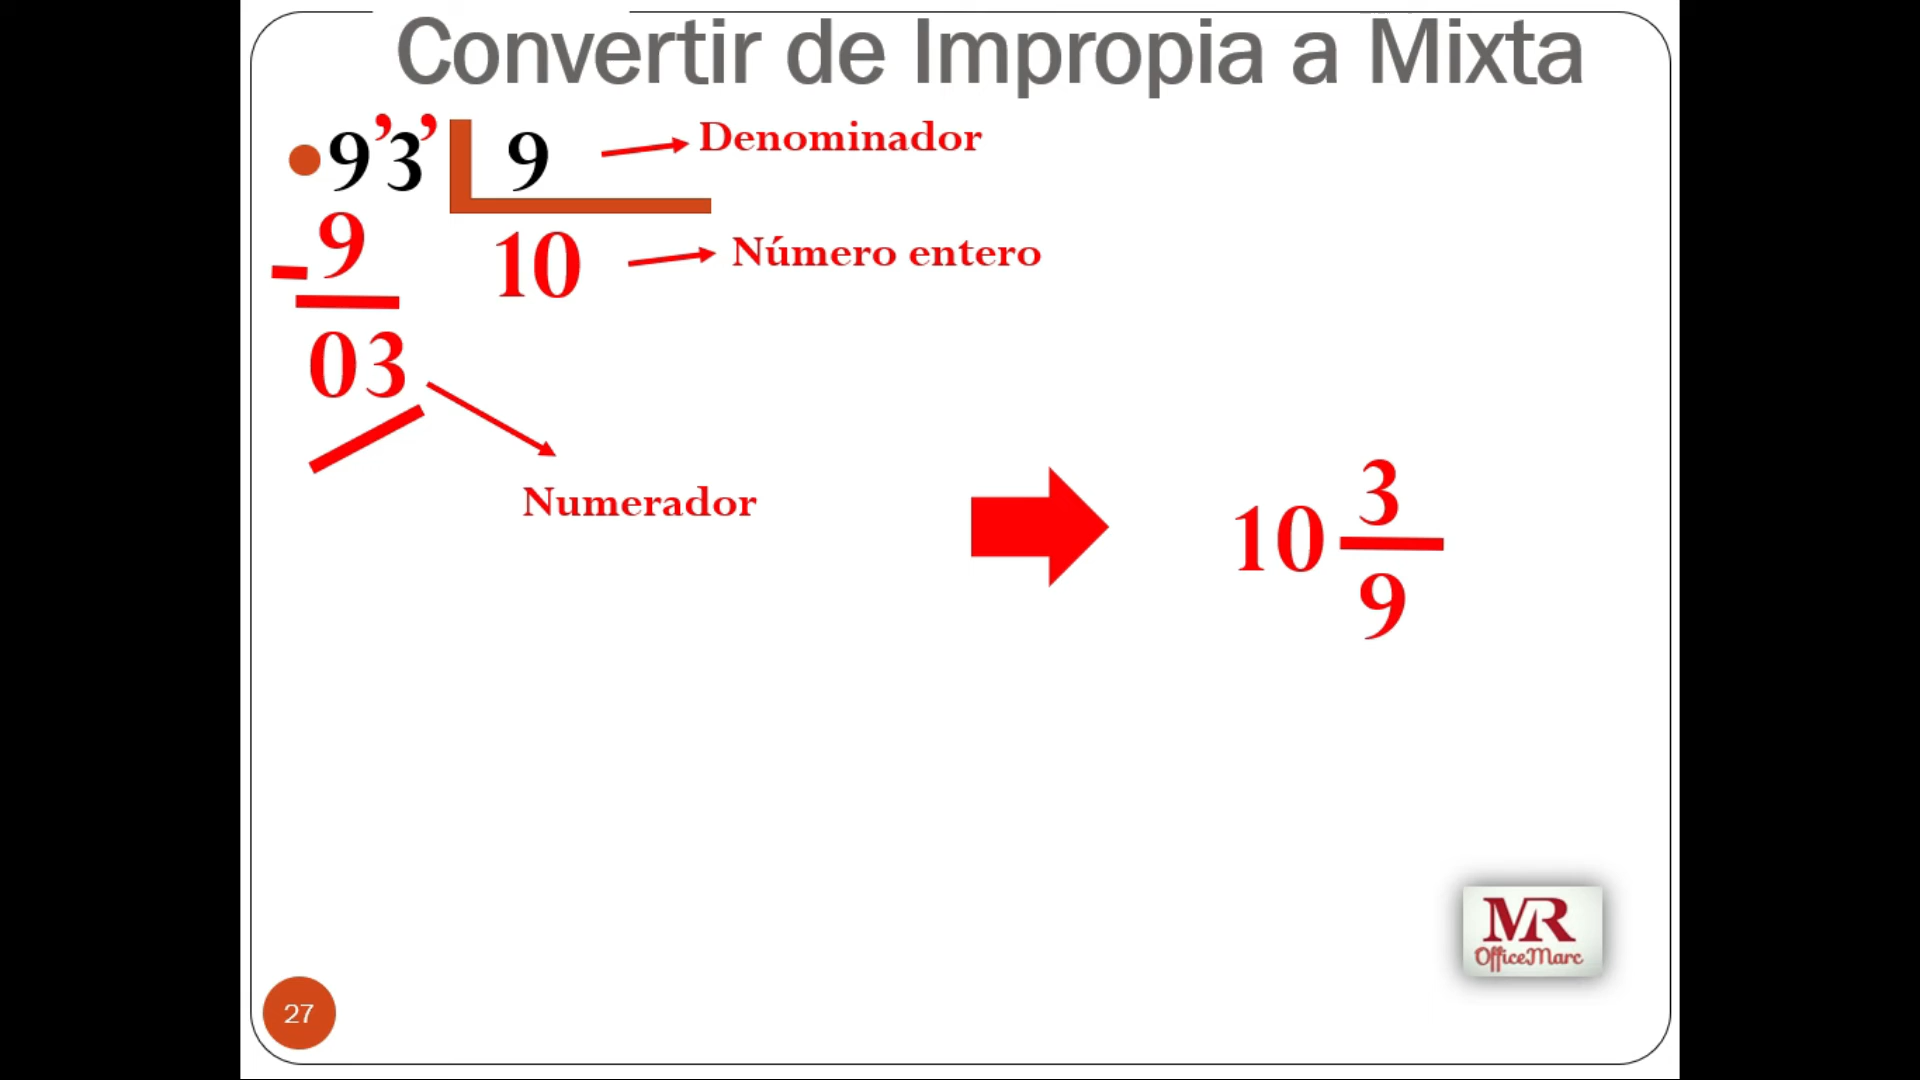 Convertir de Impropia a Mixta
9’3’ 9
Denominador
- 9
10
Número entero
03
Numerador
10 3
9
MR
OfficeMarc
27